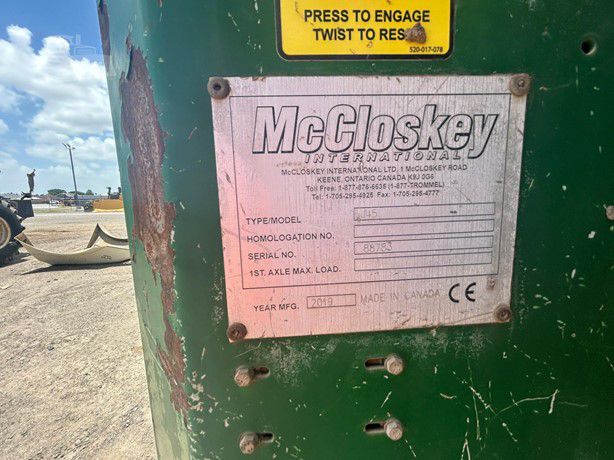 PRESS TO ENGAGE
TWIST TO RES
520-017-078
McCloskey
INTERNATIONAL
McCLOSKEY INTERNATIONAL LTD, 1 McCLOSKEY ROAD
KEENE, ONTARIO CANADA K9J 0G6
Toll Free: 1-877-876-6635 (1-877-TROMMEL)
Tel: 1-705-295-4925 Fax: 1-705-295-4777
TYPE/MODEL J45
HOMOLOGATION NO. -
SERIAL NO. 88783
1ST. AXLE MAX. LOAD.
YEAR MFG. 2019 MADE IN CANADA CE